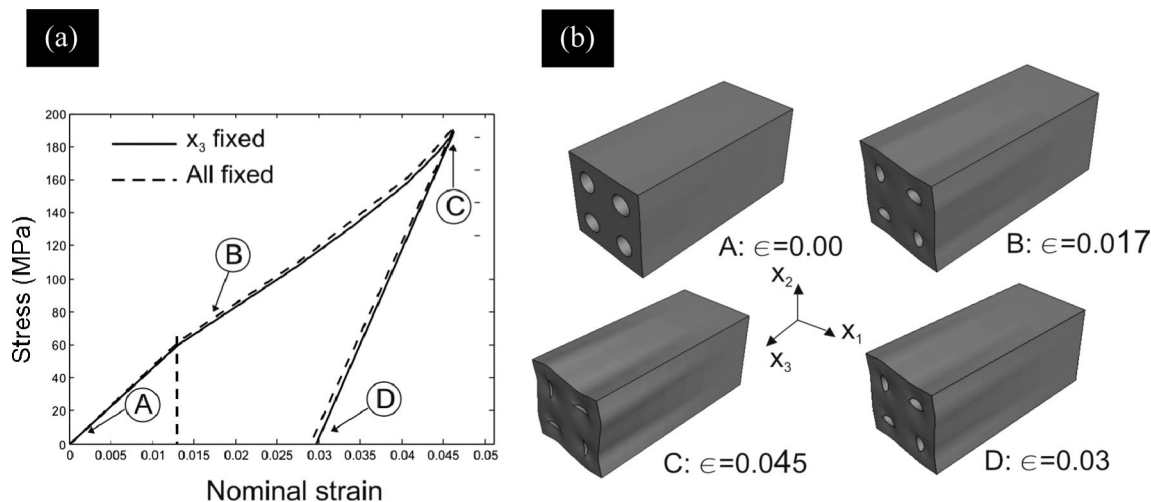 (a)
(b)
200
180
160
140
120
100
80
60
40
20
0
Stress (MPa)
x3 fixed
All fixed
A
B
C
D
0
0.005
0.01
0.015
0.02
0.025
0.03
0.035
0.04
0.045
0.05
Nominal strain
A: ϵ=0.00
B: ϵ=0.017
x2
x1
x3
C: ϵ=0.045
D: ϵ=0.03